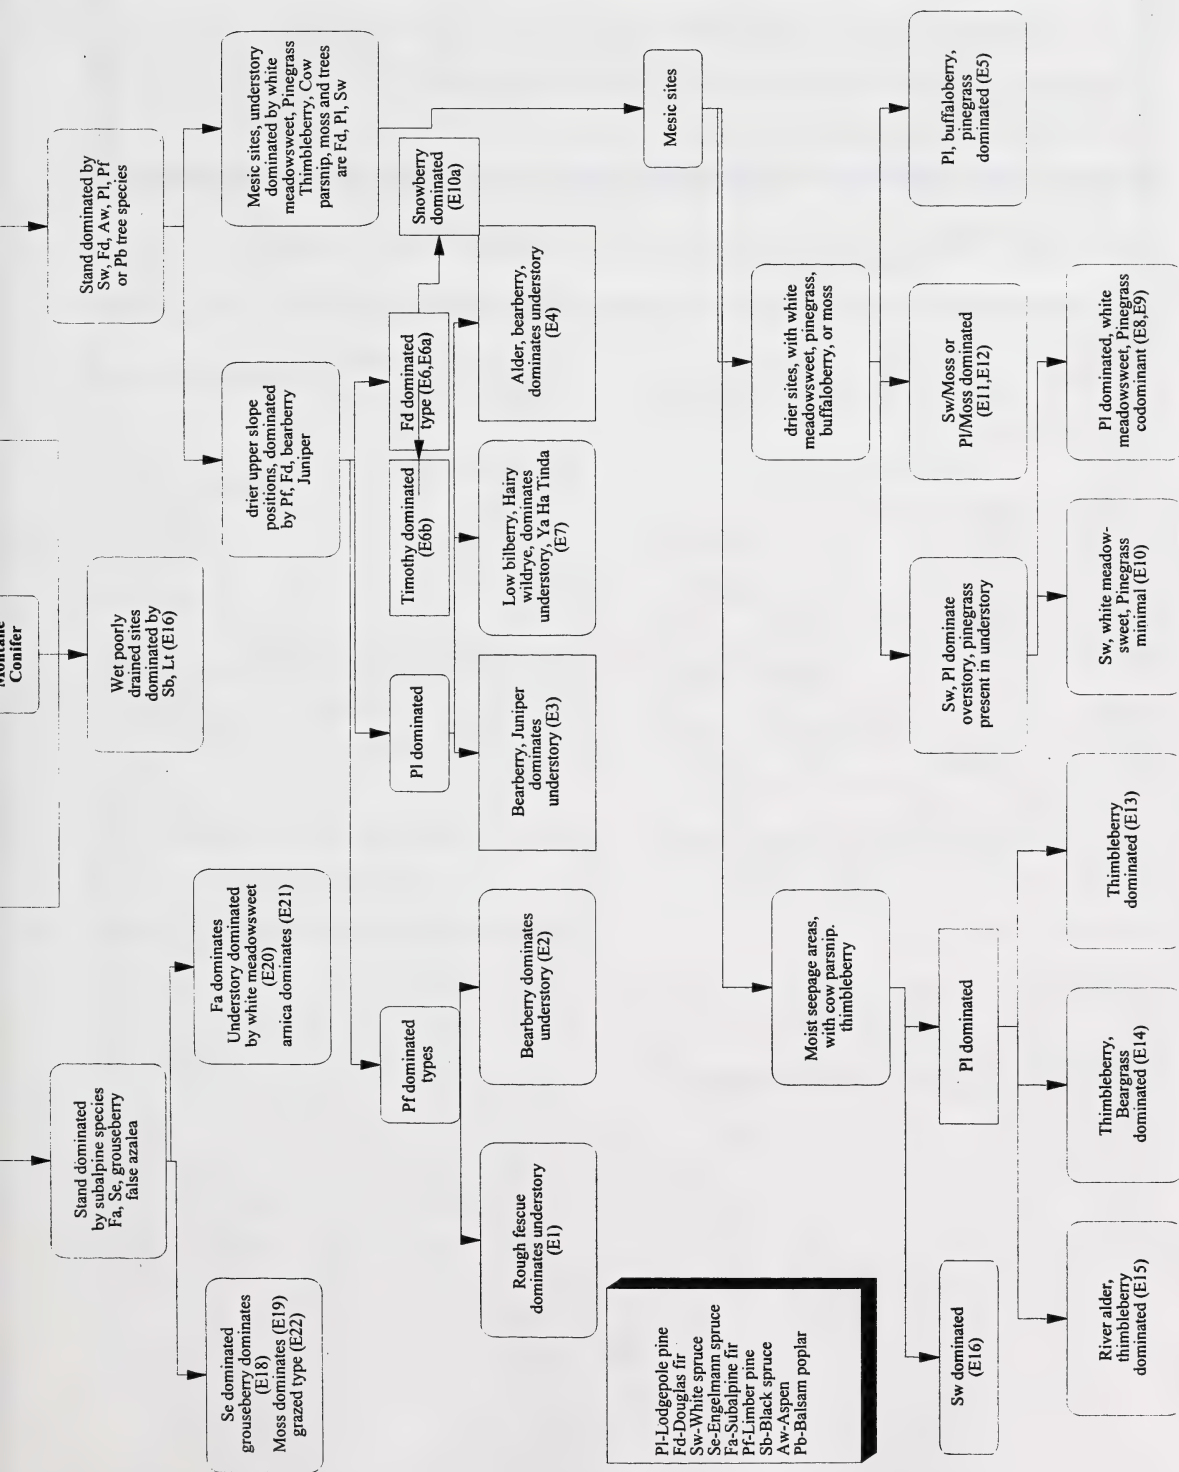 Montane
Conifer
Stand dominated
by subalpine species
Fa, Se, grouseberry
false azalea
Wet poorly
drained sites
dominated by
Sb, Lt (E16)
Stand dominated by
Sw, Fd, Aw, Pl, Pf
or Pb tree species
Se dominated
grouseberry dominates
(E18)
Moss dominates (E19)
grazed type (E22)
Fa dominates
Understory dominated
by white meadowsweet
(E20)
arnica dominates (E21)
drier upper slope
positions, dominated
by Pf, Fd, bearberry
Juniper
Mesic sites, understory
dominated by white
meadowsweet, Pinegrass
Thimbleberry, Cow
parsnip, moss and trees
are Fd, Pl, Sw
Pf dominated
types
Pl dominated
Timothy dominated
(E6b)
Fd dominated
type (E6,E6a)
Snowberry
dominated
(E10a)
Rough fescue
dominates understory
(E1)
Bearberry dominates
understory (E2)
Bearberry, Juniper
dominates
understory (E3)
Low bilberry, Hairy
wildrye, dominates
understory, Ya Ha Tinda
(E7)
Alder, bearberry,
dominates understory
(E4)
Pl-Lodgepole pine
Fd-Douglas fir
Sw-White spruce
Se-Engelmann spruce
Fa-Subalpine fir
Pf-Limber pine
Sb-Black spruce
Aw-Aspen
Pb-Balsam poplar
Mesic sites
Moist seepage areas,
with cow parsnip.
thimbleberry
drier sites, with white
meadowsweet, pinegrass,
buffaloberry, or moss
Sw dominated
(E16)
Pl dominated
Sw, Pl dominate
overstory, pinegrass
present in understory
Sw/Moss or
Pl/Moss dominated
(E11,E12)
Pl, buffaloberry,
pinegrass
dominated (E5)
River alder,
thimbleberry
dominated (E15)
Thimbleberry,
Beargrass
dominated (E14)
Thimbleberry
dominated (E13)
Sw, white meadow-
sweet, Pinegrass
minimal (E10)
Pl dominated, white
meadowsweet, Pinegrass
codominant (E8,E9)